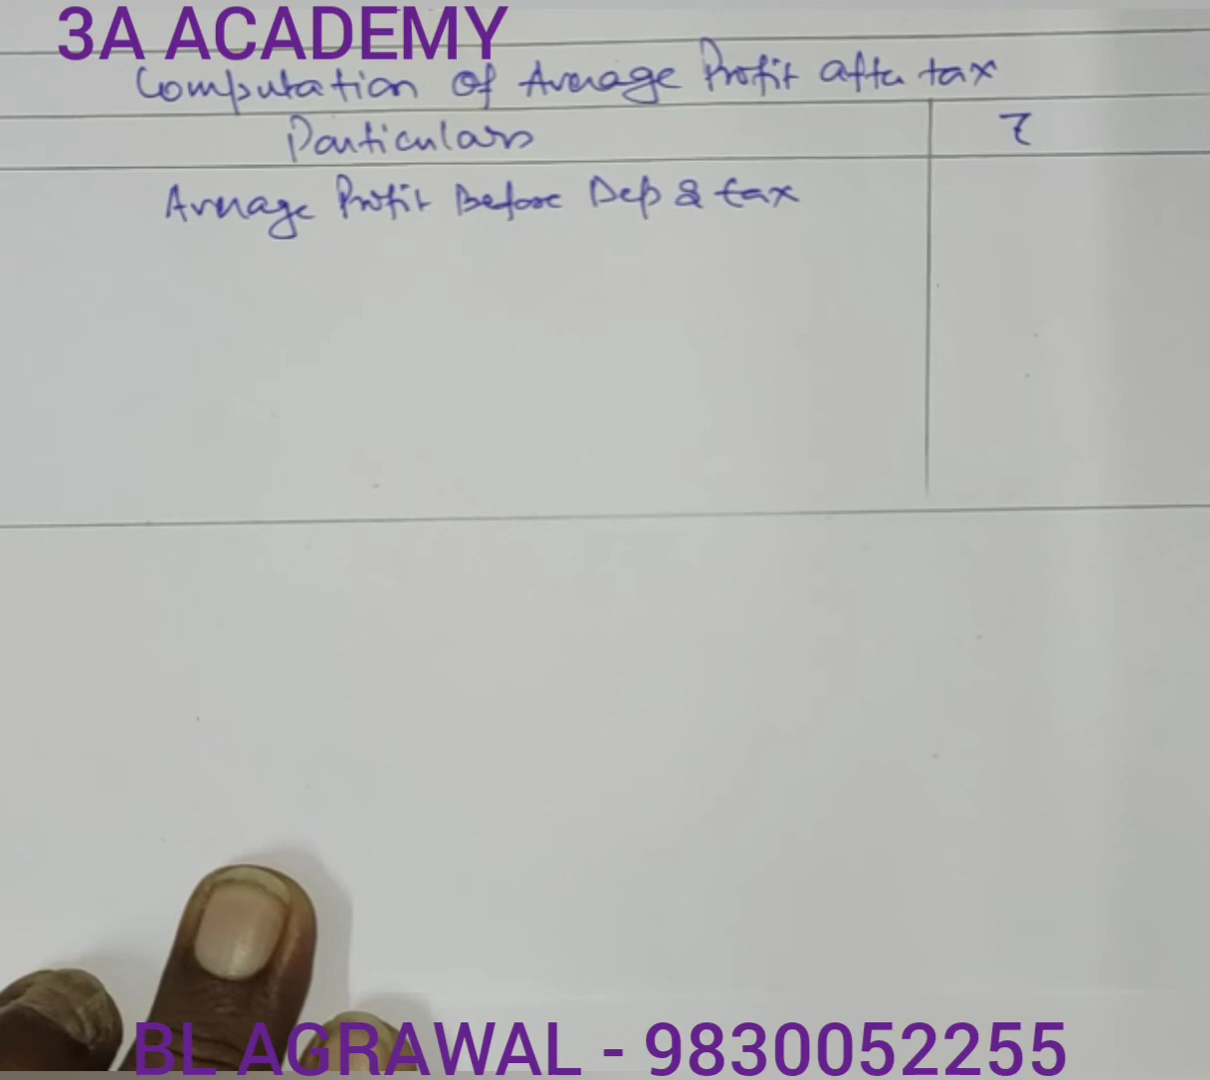 3A ACADEMY
Computation of Average Profit after tax
Particulars ₹
Average Profit Before Dep & tax
BL AGRAWAL - 9830052255